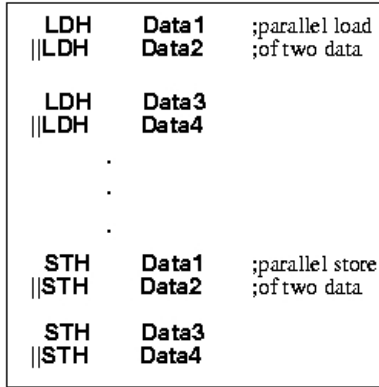 LDH Data1 ;parallel load
||LDH Data2 ;of two data
LDH Data3
||LDH Data4
.
.
.
STH Data1 ;parallel store
||STH Data2 ;of two data
STH Data3
||STH Data4